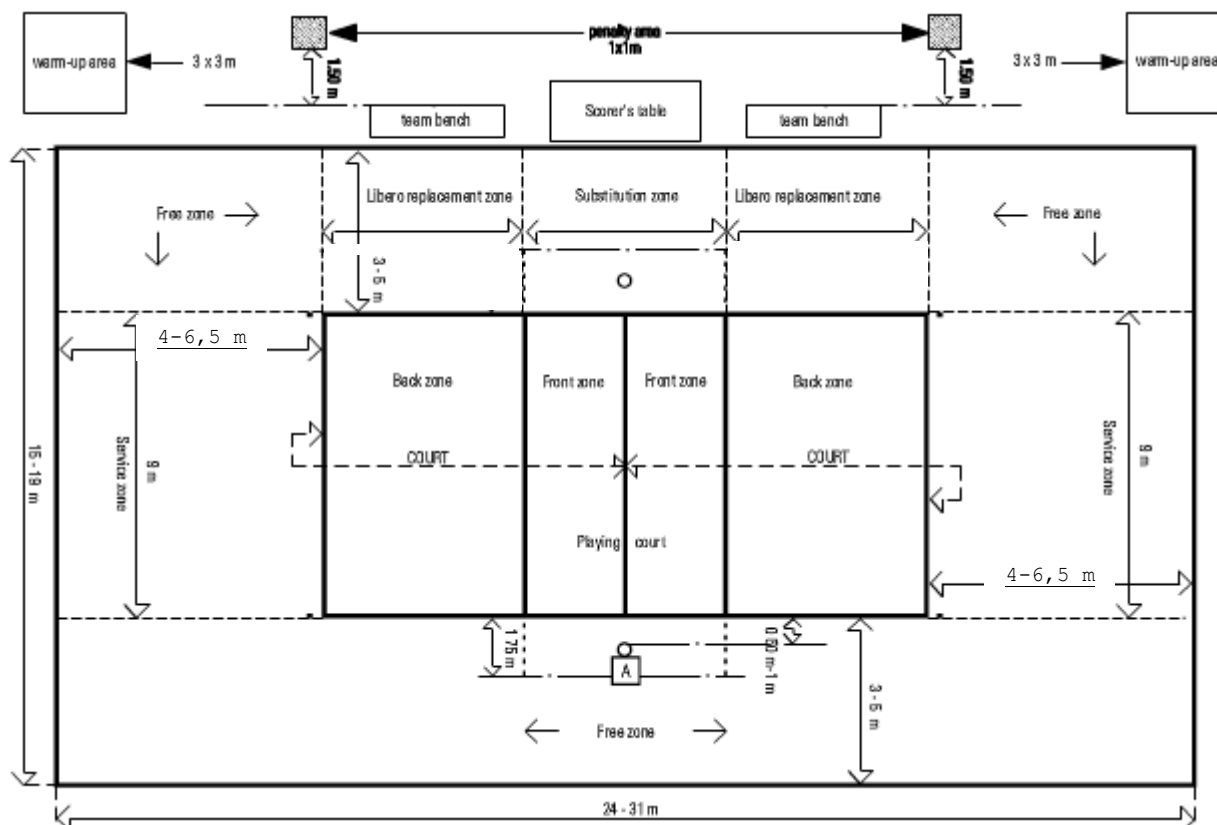 penalty area
1x1m
warm-up area
3 x 3 m
1.50 m
1.50 m
3 x 3 m
warm-up area
team bench
Scorer's table
team bench
Libero replacement zone
Substitution zone
Libero replacement zone
Free zone
Free zone
3 - 5 m
4-6,5 m
Back zone
Front zone
Front zone
Back zone
15 - 19 m
Service zone
9 m
COURT
COURT
Service zone
9 m
Playing court
4-6,5 m
1.75 m
0.50 m-1 m
A
3 - 5 m
Free zone
24 - 31 m